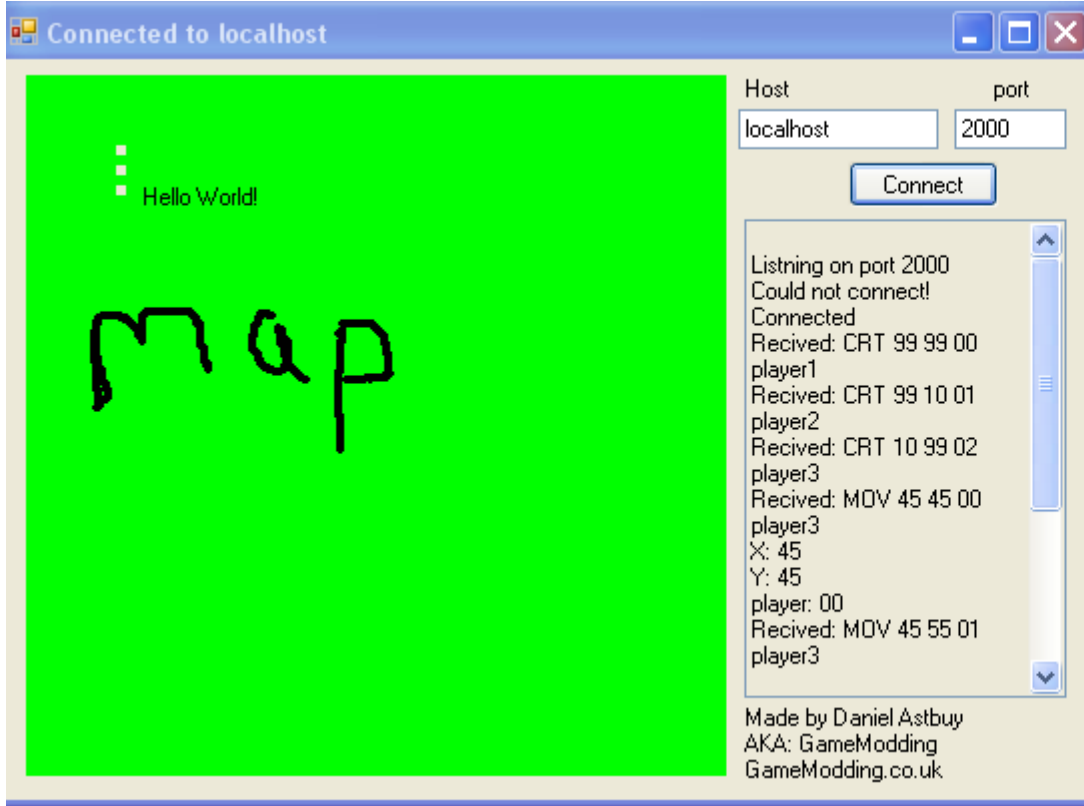 Connected to localhost
Host port
localhost 2000
Connect
Hello World!
map
Listning on port 2000
Could not connect!
Connected
Recived: CRT 99 99 00
player1
Recived: CRT 99 10 01
player2
Recived: CRT 10 99 02
player3
Recived: MOV 45 45 00
player3
X: 45
Y: 45
player: 00
Recived: MOV 45 55 01
player3
Made by Daniel Astbuy
AKA: GameModding
GameModding.co.uk